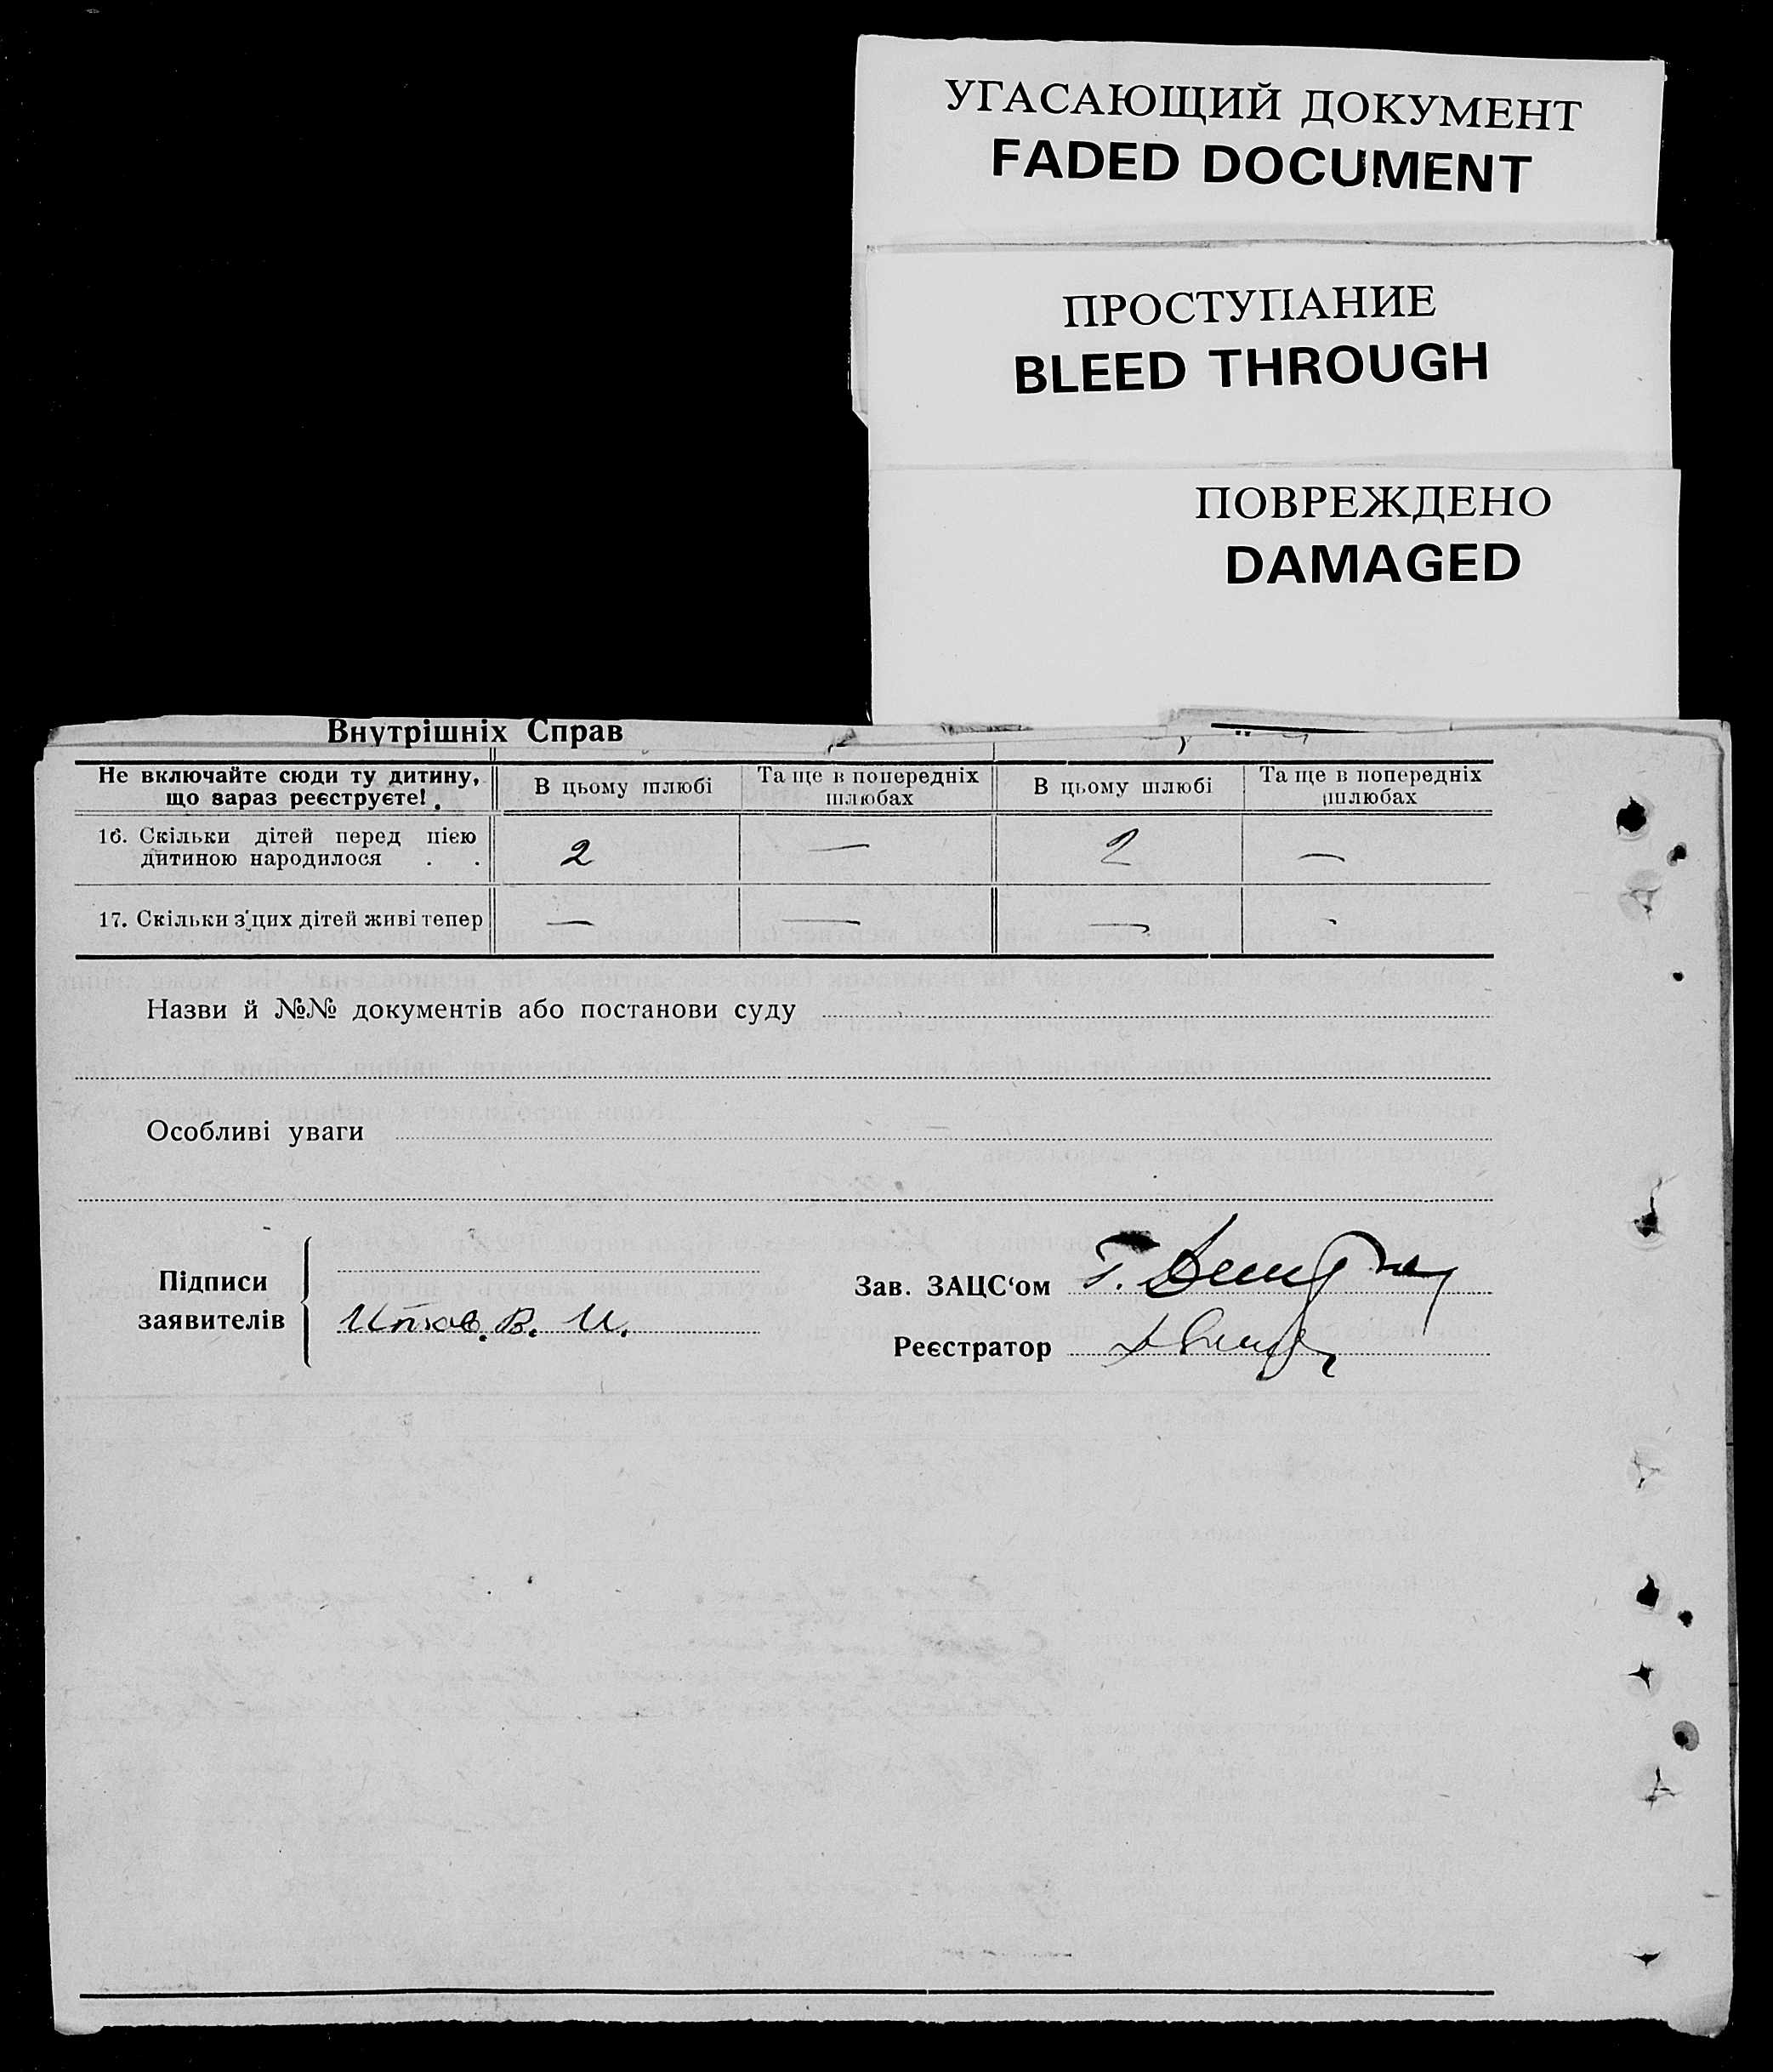 УГАСАЮЩИЙ ДОКУМЕНТ
FADED DOCUMENT
ПРОСТУПАНИЕ
BLEED THROUGH
ПОВРЕЖДЕНО
DAMAGED
Внутрішніх Справ
Не включайте сюди ту дитину, що зараз реєструєте!
В цьому шлюбі
Та ще в попередніх шлюбах
В цьому шлюбі
Та ще в попередніх шлюбах
16. Скільки дітей перед цією
дитиною народилося . .
2 — 2 —
17. Скільки з цих дітей живі тепер — — — -
Назви й №№ документів або постанови суду
Особливі уваги
Підписи
заявителів
В. И.
Зав. ЗАЦС‘ом
Реєстратор